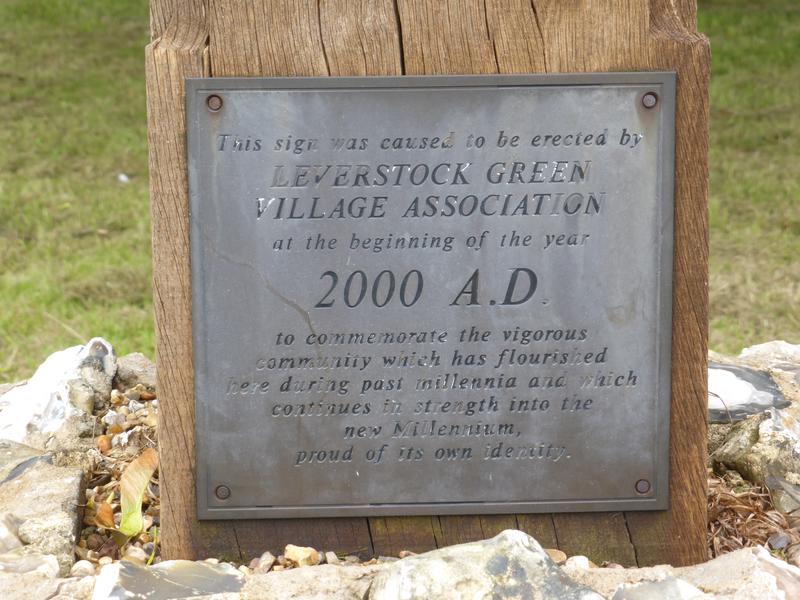 This sign was caused to be erected by
LEVERSTOCK GREEN
VILLAGE ASSOCIATION
at the beginning of the year
2000 A.D.
to commemorate the vigorous
community which has flourished
here during past millennia and which
continues in strength into the
new Millennium,
proud of its own identity.